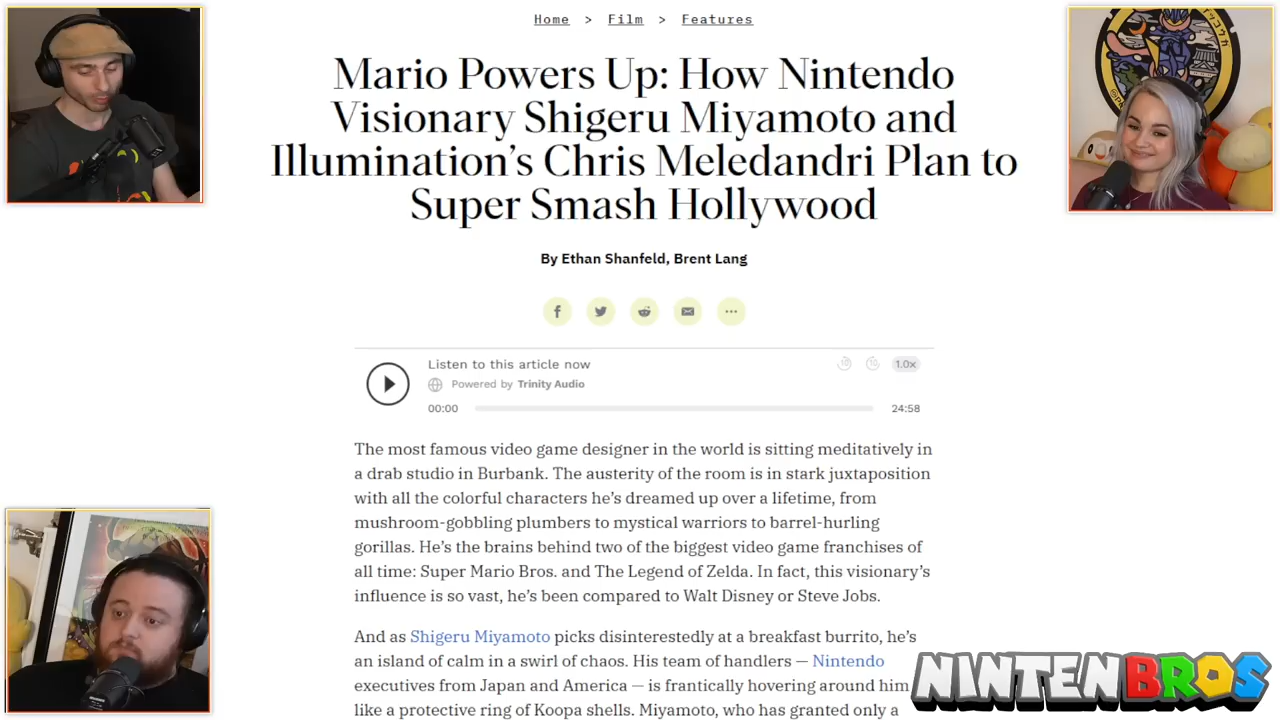 Home > Film > Features
Mario Powers Up: How Nintendo
Visionary Shigeru Miyamoto and
Illumination’s Chris Meledandri Plan to
Super Smash Hollywood
By Ethan Shanfeld, Brent Lang
Listen to this article now
10 10 1.0x
Powered by Trinity Audio
00:00 24:58
The most famous video game designer in the world is sitting meditatively in
a drab studio in Burbank. The austerity of the room is in stark juxtaposition
with all the colorful characters he’s dreamed up over a lifetime, from
mushroom-gobbling plumbers to mystical warriors to barrel-hurling
gorillas. He’s the brains behind two of the biggest video game franchises of
all time: Super Mario Bros. and The Legend of Zelda. In fact, this visionary’s
influence is so vast, he’s been compared to Walt Disney or Steve Jobs.
And as Shigeru Miyamoto picks disinterestedly at a breakfast burrito, he’s
an island of calm in a swirl of chaos. His team of handlers — Nintendo
executives from Japan and America — is frantically hovering around him
like a protective ring of Koopa shells. Miyamoto, who has granted only a
NINTENBROS